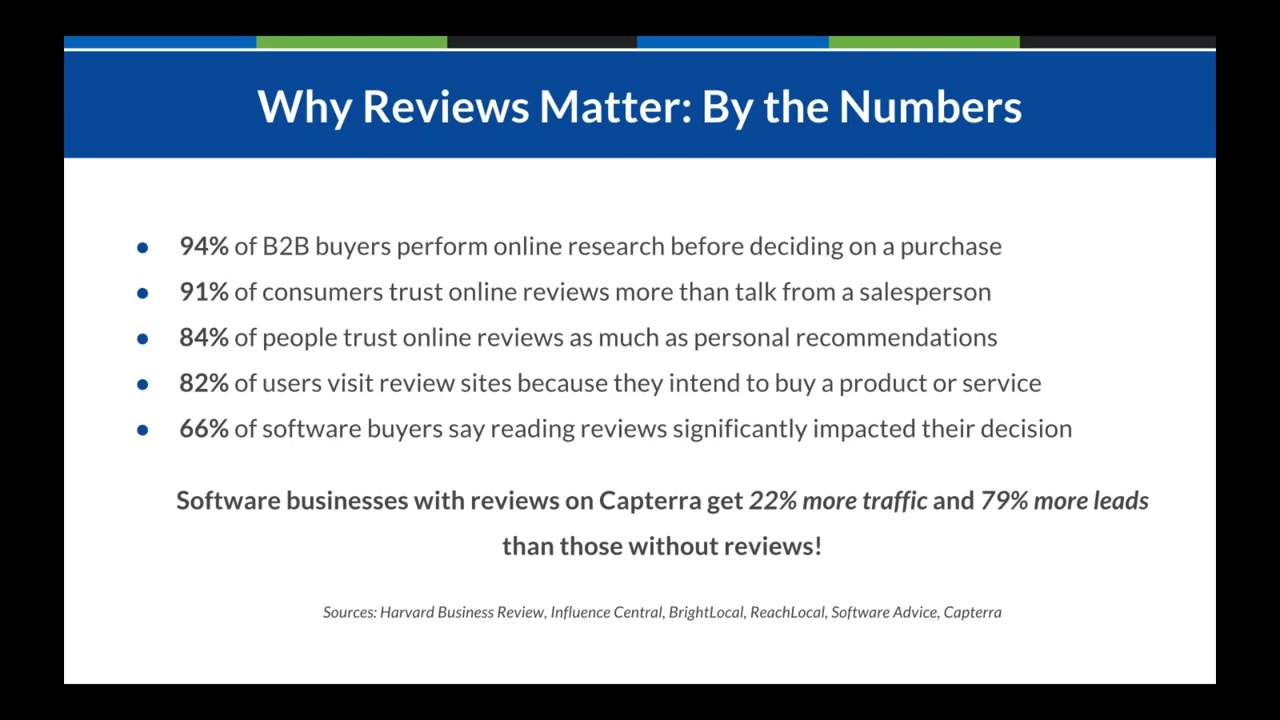 Why Reviews Matter: By the Numbers
● 94% of B2B buyers perform online research before deciding on a purchase
● 91% of consumers trust online reviews more than talk from a salesperson
● 84% of people trust online reviews as much as personal recommendations
● 82% of users visit review sites because they intend to buy a product or service
● 66% of software buyers say reading reviews significantly impacted their decision
Software businesses with reviews on Capterra get 22% more traffic and 79% more leads
than those without reviews!
Sources: Harvard Business Review, Influence Central, BrightLocal, ReachLocal, Software Advice, Capterra